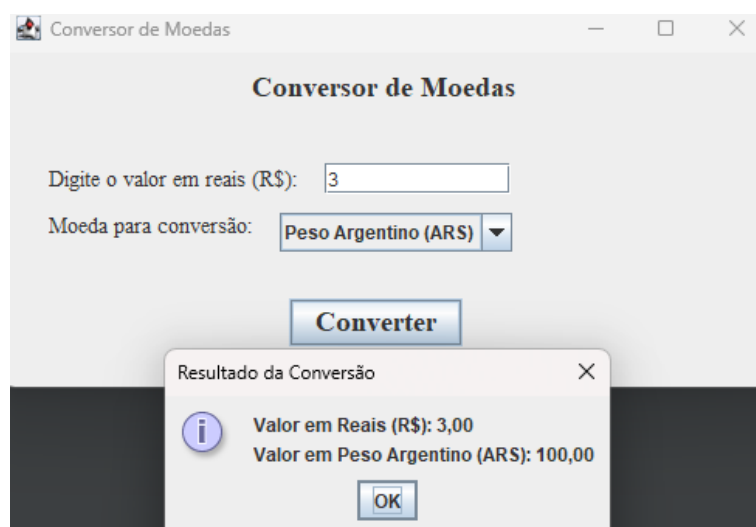 Conversor de Moedas
Conversor de Moedas
Digite o valor em reais (R$): 3
Moeda para conversão: Peso Argentino (ARS)
Converter
Resultado da Conversão
Valor em Reais (R$): 3,00
Valor em Peso Argentino (ARS): 100,00
OK